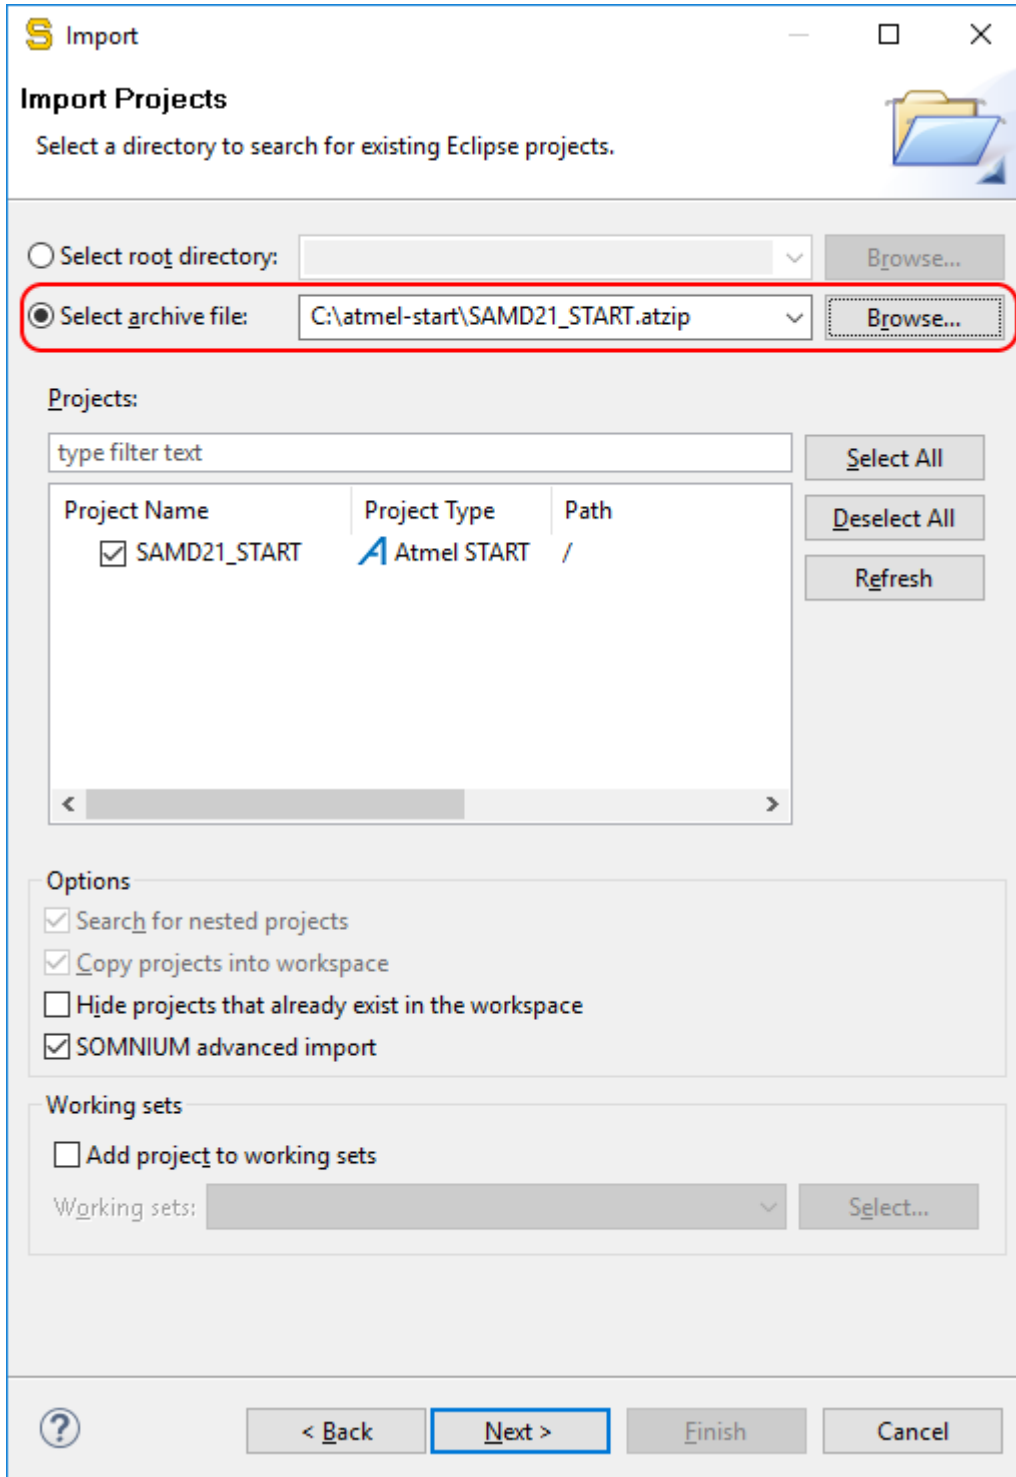 Import
Import Projects
Select a directory to search for existing Eclipse projects.
Select root directory: Browse...
Select archive file: C:\atmel-start\SAMD21_START.atzip Browse...
Projects:
type filter text Select All
Project Name Project Type Path Deselect All
SAMD21_START Atmel START /
Refresh
Options
Search for nested projects
Copy projects into workspace
Hide projects that already exist in the workspace
SOMNIUM advanced import
Working sets
Add project to working sets
Working sets: Select...
< Back Next > Finish Cancel